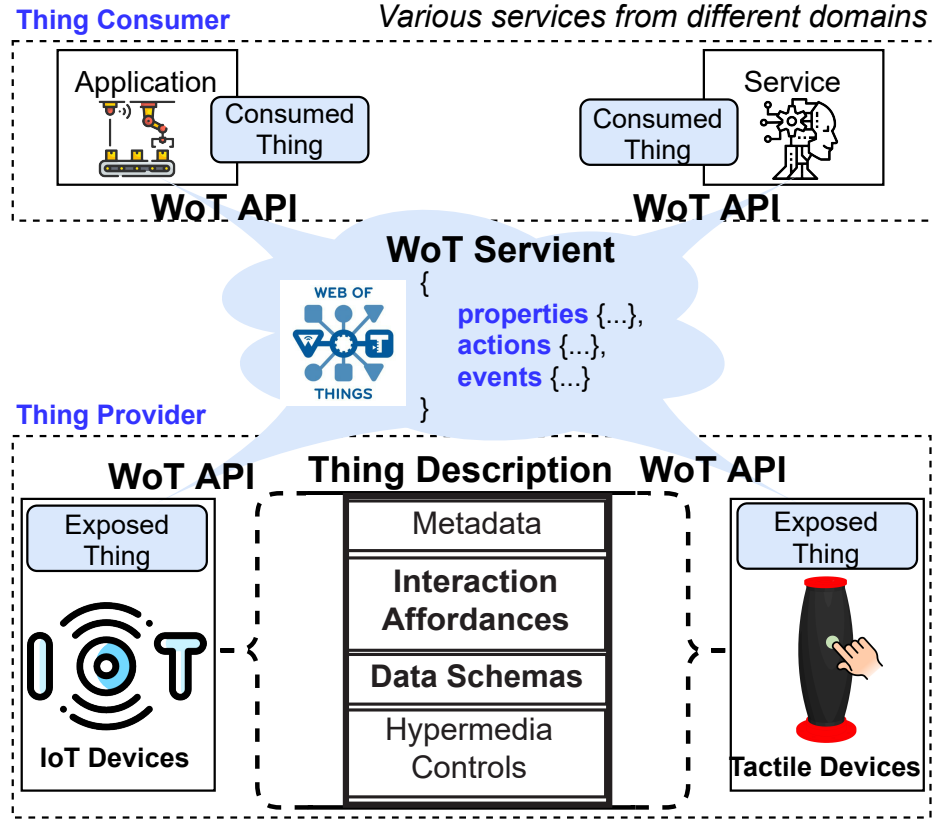 Thing Consumer
Various services from different domains
Application
Consumed
Thing
Service
Consumed
Thing
WoT API
WoT API
WoT Servient
WEB OF
T
THINGS
{
properties {...},
actions {...},
events {...}
}
Thing Provider
WoT API
Thing Description
WoT API
Exposed
Thing
IOT
IoT Devices
Metadada
Interaction
Affordances
Data Schemas
Hypermedia
Controls
Exposed
Thing
Tactile Devices